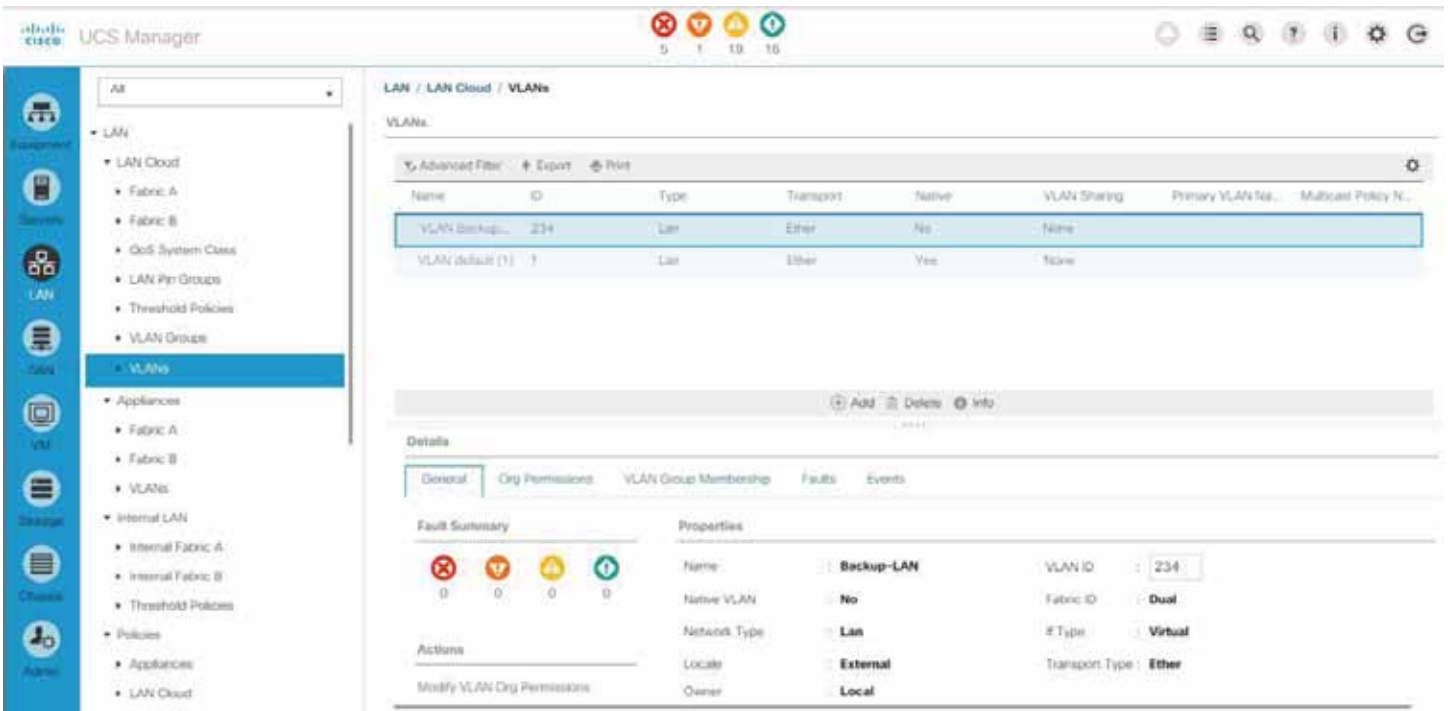 CISCO UCS Manager
5 1 19 16
All
Equipment
Servers
LAN
SAN
VM
Storage
Chassis
Admin
LAN
LAN Cloud
Fabric A
Fabric B
QoS System Class
LAN Pin Groups
Threshold Policies
VLAN Groups
VLANs
Appliances
Fabric A
Fabric B
VLANs
Internal LAN
Internal Fabric A
Internal Fabric B
Threshold Policies
Policies
Appliances
LAN Cloud
LAN / LAN Cloud / VLANs
VLANs
Advanced Filter Export Print
Name ID Type Transport Native VLAN Sharing Primary VLAN Na... Multicast Policy N...
VLAN Backup... 234 Lan Ether No None
VLAN default (1) 1 Lan Ether Yes None
Add Delete Info
Details
General Org Permissions VLAN Group Membership Faults Events
Fault Summary
0 0 0 0
Actions
Modify VLAN Org Permissions
Properties
Name : Backup-LAN VLAN ID : 234
Native VLAN : No Fabric ID : Dual
Network Type : Lan If Type : Virtual
Locale : External Transport Type : Ether
Owner : Local